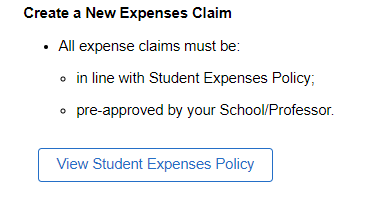 Create a New Expenses Claim
All expense claims must be:
in line with Student Expenses Policy;
pre-approved by your School/Professor.
View Student Expenses Policy